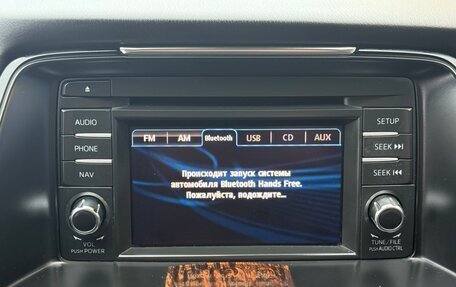 AUDIO
SETUP
FM AM Bluetooth USB CD AUX
PHONE
SEEK
Происходит запуск системы
автомобиля Bluetooth Hands Free.
Пожалуйста, подождите...
NAV
SEEK
VOL
PUSH POWER
TUNE/FILE
PUSH AUDIO CTRL